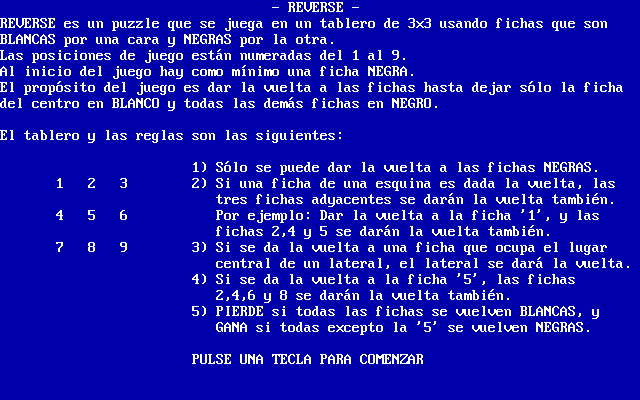 - REVERSE -
REVERSE es un puzzle que se juega en un tablero de 3x3 usando fichas que son
BLANCAS por una cara y NEGRAS por la otra.
Las posiciones de juego están numeradas del 1 al 9.
Al inicio del juego hay como mínimo una ficha NEGRA.
El propósito del juego es dar la vuelta a las fichas hasta dejar sólo la ficha
del centro en BLANCO y todas las demás fichas en NEGRO.
El tablero y las reglas son las siguientes:
1 2 3
4 5 6
7 8 9
1) Sólo se puede dar la vuelta a las fichas NEGRAS.
2) Si una ficha de una esquina es dada la vuelta, las
tres fichas adyacentes se darán la vuelta también.
Por ejemplo: Dar la vuelta a la ficha '1', y las
fichas 2,4 y 5 se darán la vuelta también.
3) Si se da la vuelta a una ficha que ocupa el lugar
central de un lateral, el lateral se dará la vuelta.
4) Si se da la vuelta a la ficha '5', las fichas
2,4,6 y 8 se darán la vuelta también.
5) PIERDE si todas las fichas se vuelven BLANCAS, y
GANA si todas excepto la '5' se vuelven NEGRAS.
PULSE UNA TECLA PARA COMENZAR